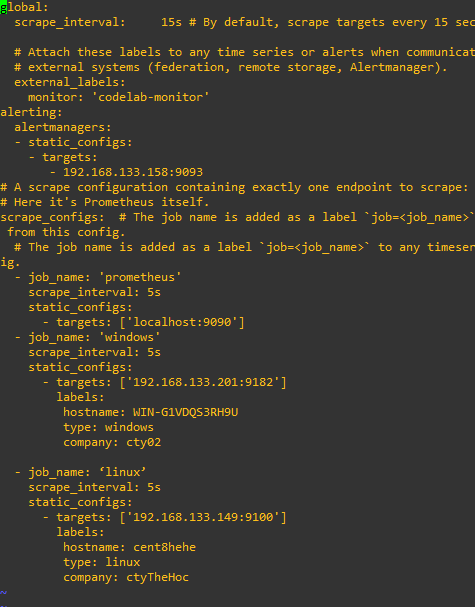 global:
  scrape_interval:     15s # By default, scrape targets every 15 sec

  # Attach these labels to any time series or alerts when communicat
  # external systems (federation, remote storage, Alertmanager).
  external_labels:
    monitor: 'codelab-monitor'
alerting:
  alertmanagers:
  - static_configs:
    - targets:
       - 192.168.133.158:9093
# A scrape configuration containing exactly one endpoint to scrape:
# Here it's Prometheus itself.
scrape_configs:  # The job name is added as a label `job=<job_name>`
 from this config.
  # The job name is added as a label `job=<job_name>` to any timeser
ig.
  - job_name: 'prometheus'
    scrape_interval: 5s
    static_configs:
      - targets: ['localhost:9090']
  - job_name: 'windows'
    scrape_interval: 5s
    static_configs:
      - targets: ['192.168.133.201:9182']
        labels:
         hostname: WIN-G1VDQS3RH9U
         type: windows
         company: cty02

  - job_name: ‘linux’
    scrape_interval: 5s
    static_configs:
      - targets: ['192.168.133.149:9100']
        labels:
         hostname: cent8hehe
         type: linux
         company: ctyTheHoc
~
~